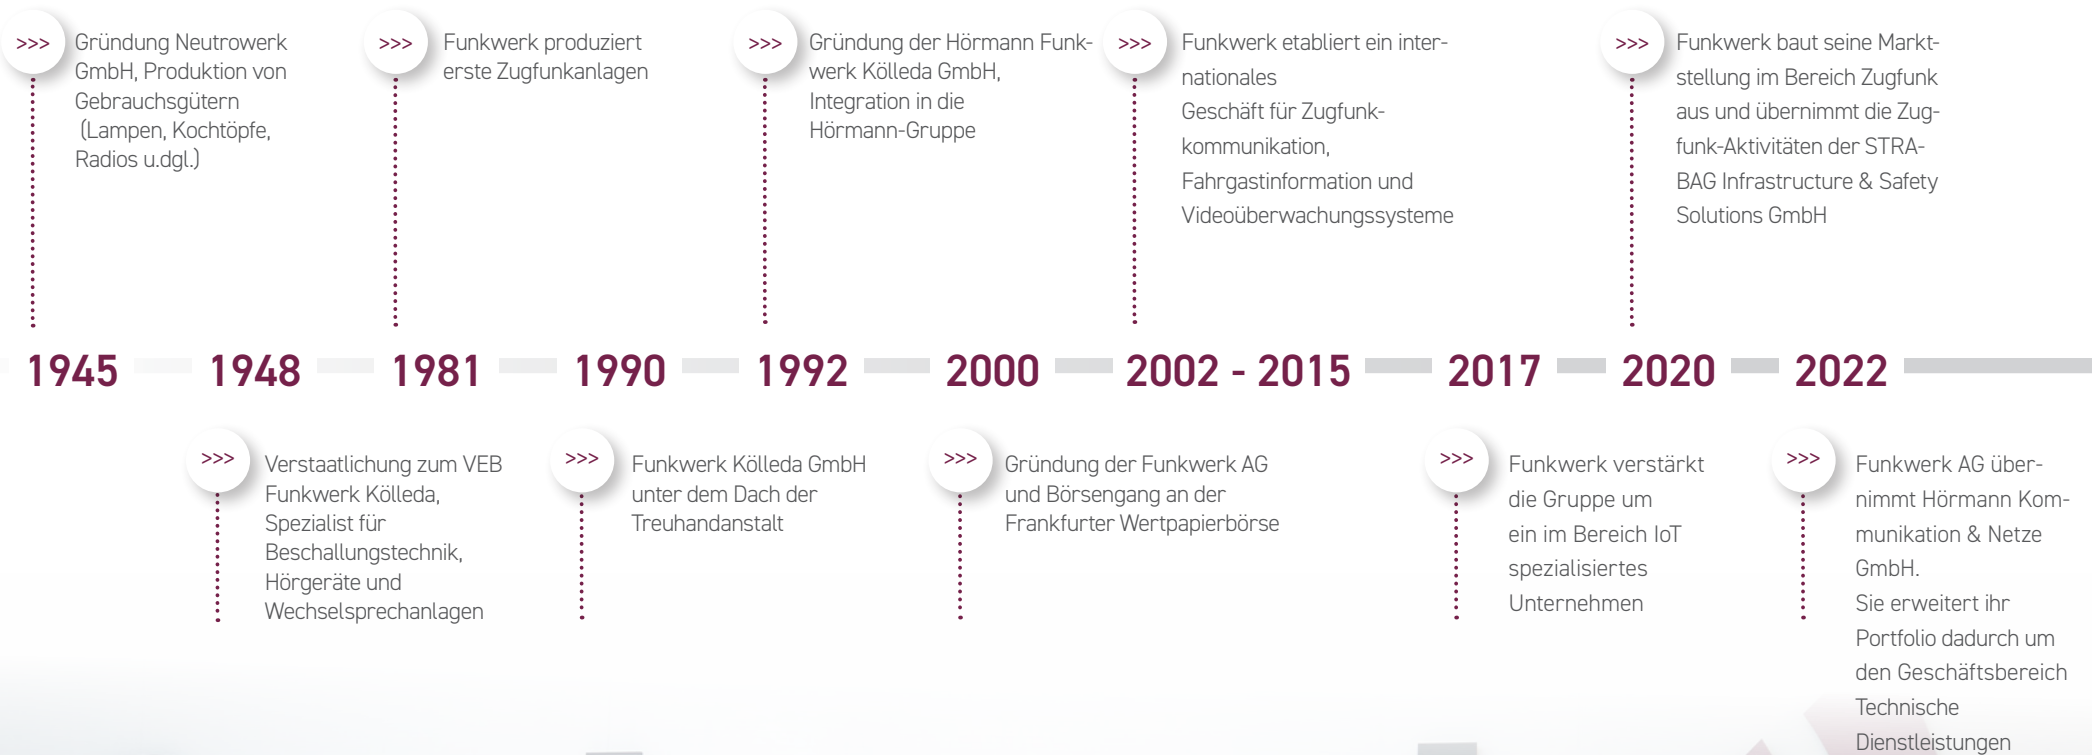 >>>
Gründung Neutrowerk
GmbH, Produktion von
Gebrauchsgütern
(Lampen, Kochtöpfe,
Radios u.dgl.)
>>>
Funkwerk produziert
erste Zugfunkanlagen
>>>
Gründung der Hörmann Funk-
werk Kölleda GmbH,
Integration in die
Hörmann-Gruppe
>>>
Funkwerk etabliert ein inter-
nationales
Geschäft für Zugfunk-
kommunikation,
Fahrgastinformation und
Videoüberwachungssysteme
>>>
Funkwerk baut seine Markt-
stellung im Bereich Zugfunk
aus und übernimmt die Zug-
funk-Aktivitäten der STRA-
BAG Infrastructure & Safety
Solutions GmbH
1945 1948 1981 1990 1992 2000 2002 - 2015 2017 2020 2022
>>>
Verstaatlichung zum VEB
Funkwerk Kölleda,
Spezialist für
Beschallungstechnik,
Hörgeräte und
Wechselsprechanlagen
>>>
Funkwerk Kölleda GmbH
unter dem Dach der
Treuhandanstalt
>>>
Gründung der Funkwerk AG
und Börsengang an der
Frankfurter Wertpapierbörse
>>>
Funkwerk verstärkt
die Gruppe um
ein im Bereich IoT
spezialisiertes
Unternehmen
>>>
Funkwerk AG über-
nimmt Hörmann Kom-
munikation & Netze
GmbH.
Sie erweitert ihr
Portfolio dadurch um
den Geschäftsbereich
Technische
Dienstleistungen